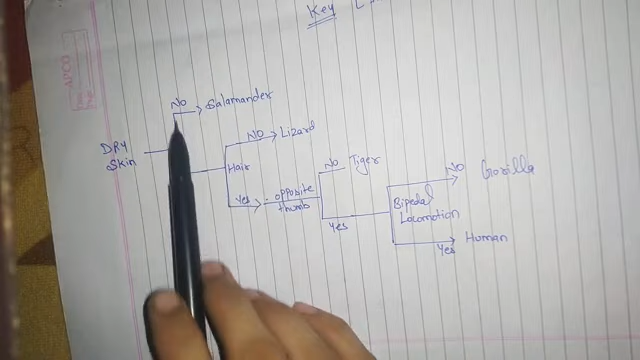 Key
No
Salamander
DRY
Skin
No
Lizard
Hair
Yes
opposite
thumb
No
Tiger
Yes
Bipedal
Locomotion
No
Gorilla
Yes
Human